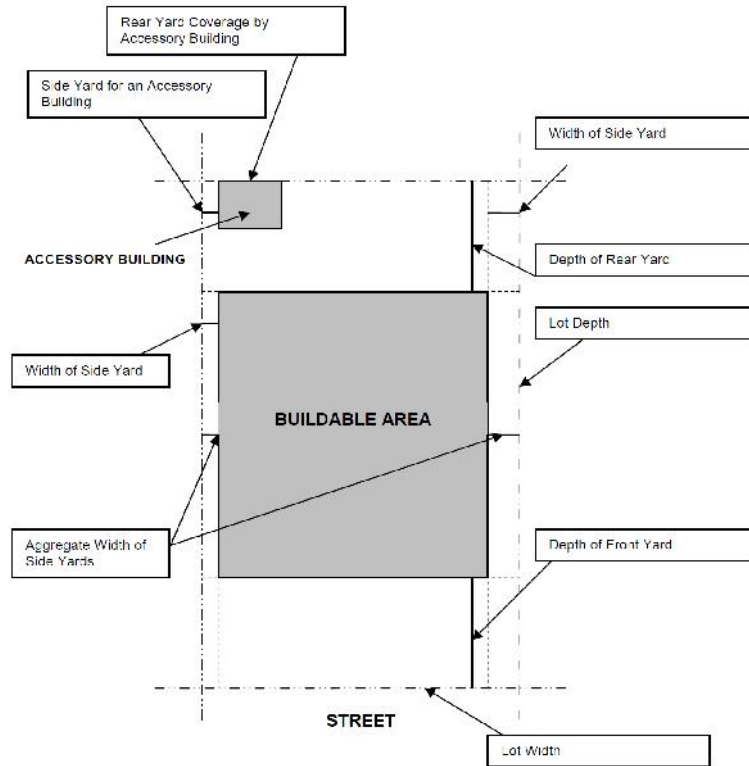 Rear Yard Coverage by
Accessory Building
Side Yard for an Accessory
Building
Width of Side Yard
ACCESSORY BUILDING
Depth of Rear Yard
Lot Depth
Width of Side Yard
BUILDABLE AREA
Aggregate Width of
Side Yards
Depth of Front Yard
STREET
Lot Width